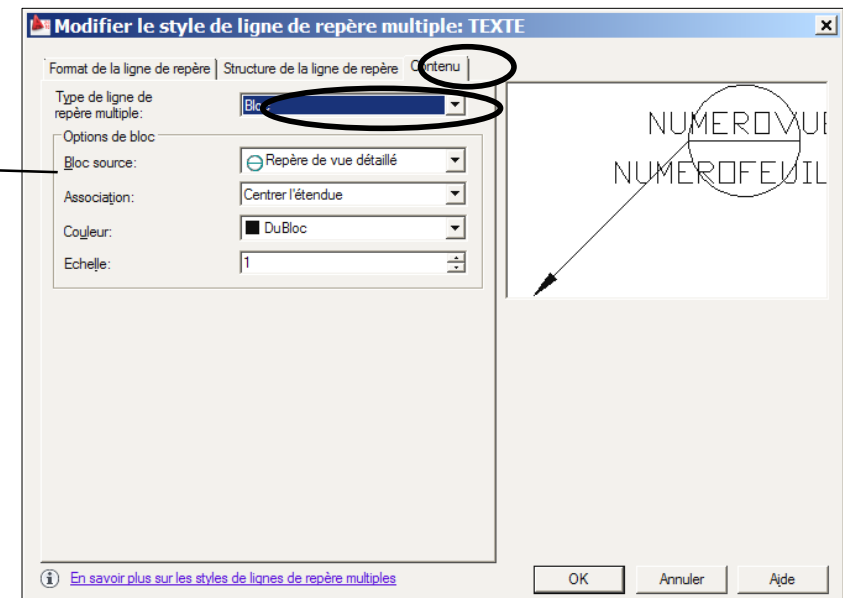 Modifier le style de ligne de repère multiple: TEXTE
Format de la ligne de repère
Structure de la ligne de repère
Contenu
Type de ligne de
repère multiple:
Bloc
Options de bloc
Bloc source:
Repère de vue détaillé
Association:
Centrer l'étendue
Couleur:
DuBloc
Echelle:
1
NUMEROVUE
NUMEROFEUIL
En savoir plus sur les styles de lignes de repère multiples
OK
Annuler
Aide